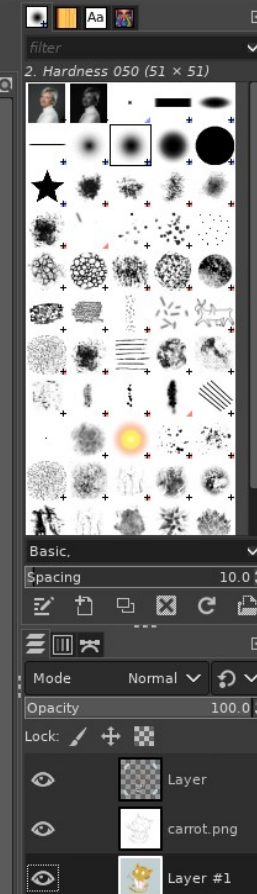 Aa
filter
2. Hardness 050 (51 × 51)
Basic,
Spacing 10.0
Mode Normal
Opacity 100.0
Lock:
Layer
carrot.png
Layer #1